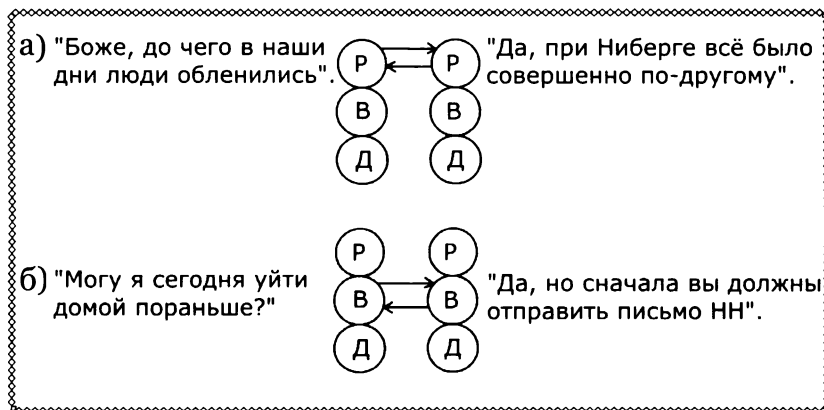 а) "Боже, до чего в наши
дни люди обленились".
Р Р
"Да, при Ниберге всё было
совершенно по-другому".
В В
Д Д
Р Р
б) "Могу я сегодня уйти
домой пораньше?"
В В
"Да, но сначала вы должны
отправить письмо НН".
Д Д